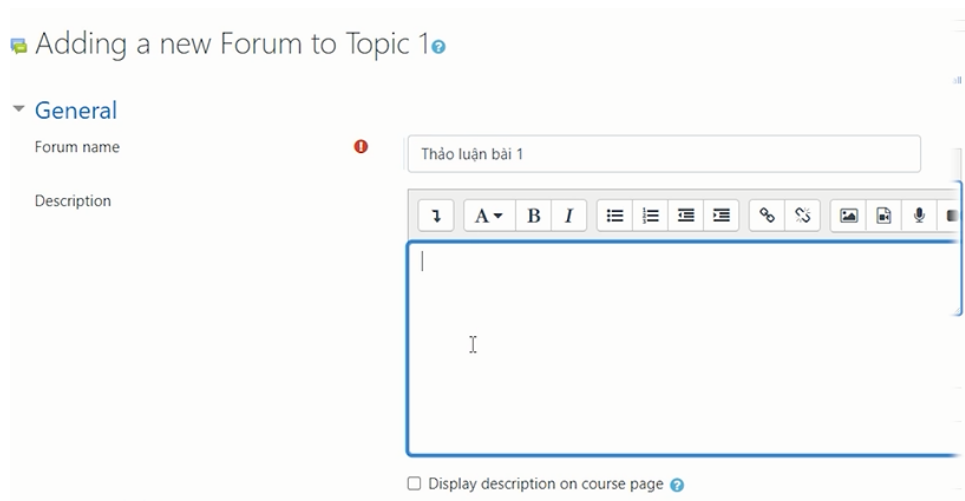 Adding a new Forum to Topic 1
General
Forum name
Thảo luận bài 1
Description
A B I
Display description on course page